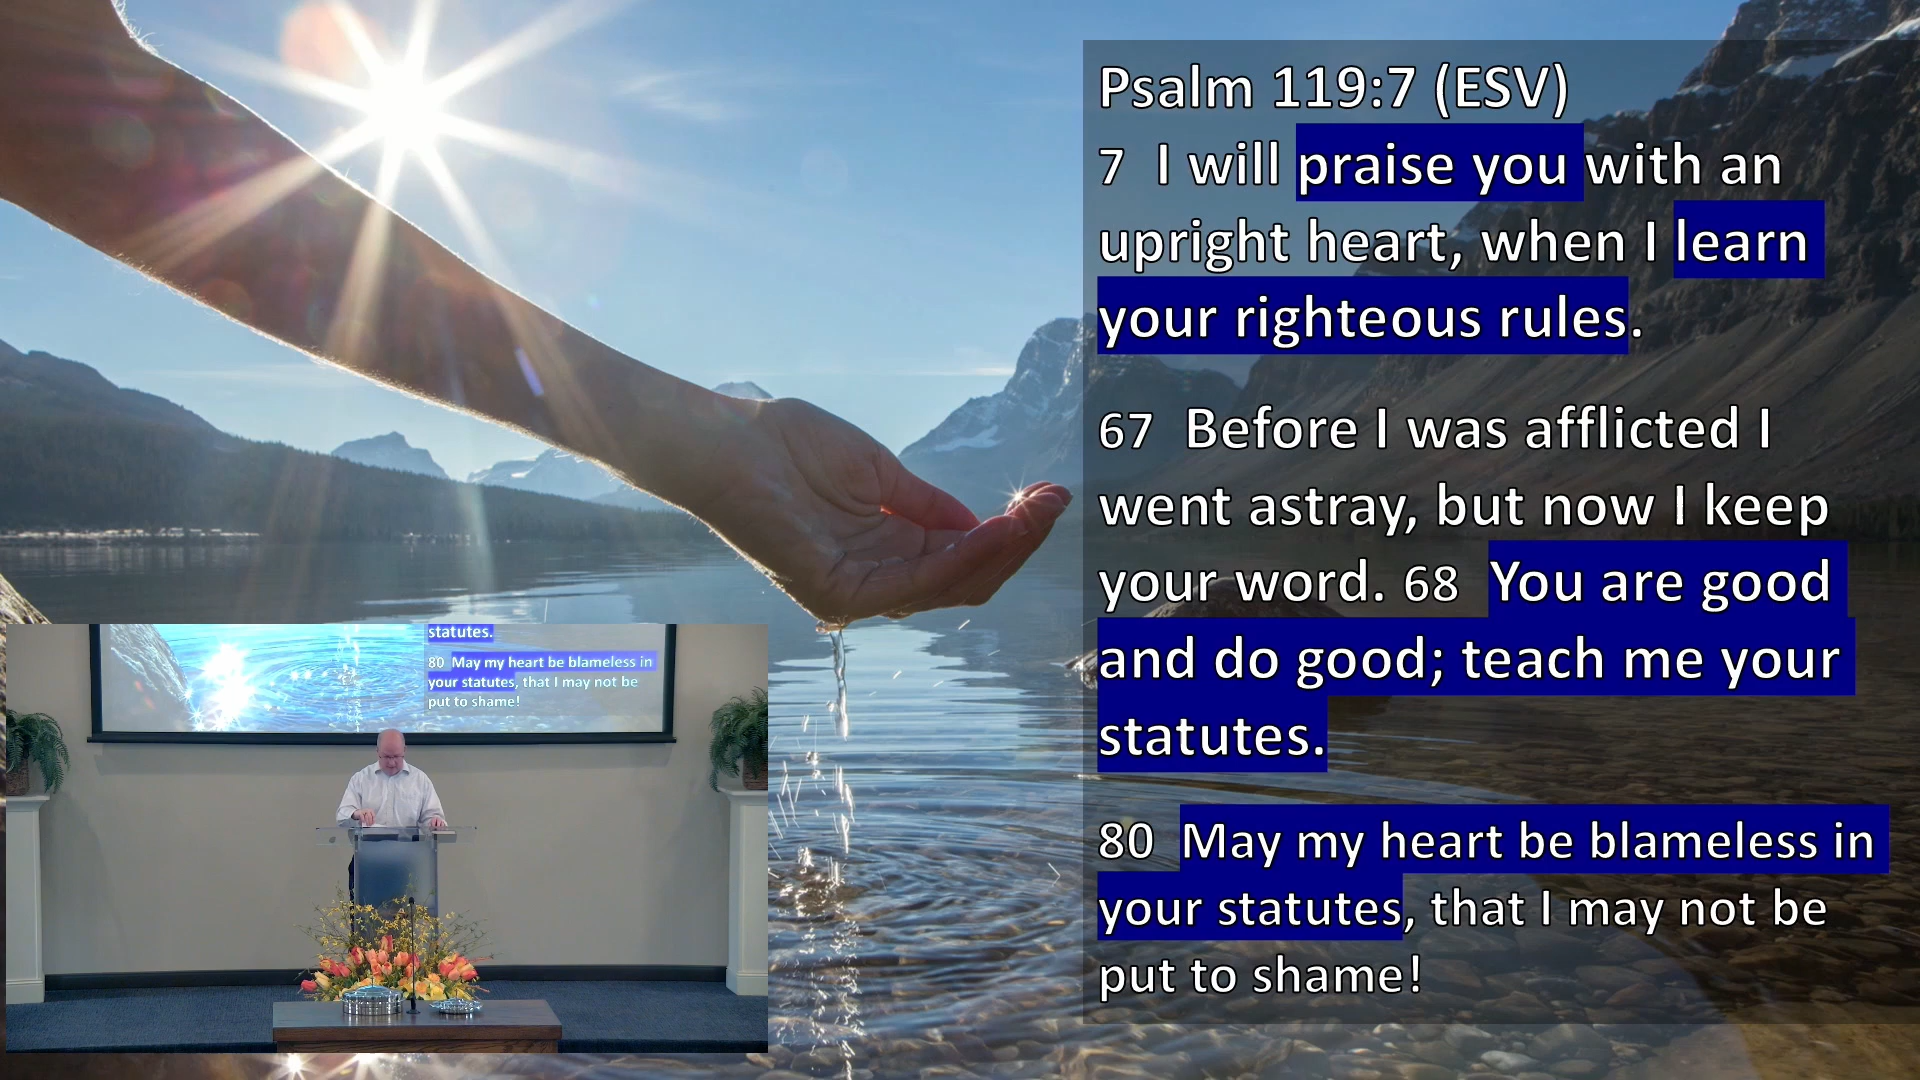 Psalm 119:7 (ESV)
7 I will praise you with an
upright heart, when I learn
your righteous rules.
67 Before I was afflicted I
went astray, but now I keep
your word. 68 You are good
and do good; teach me your
statutes.
80 May my heart be blameless in
your statutes, that I may not be
put to shame!
statutes.
80 May my heart be blameless in
your statutes, that I may not be
put to shame!